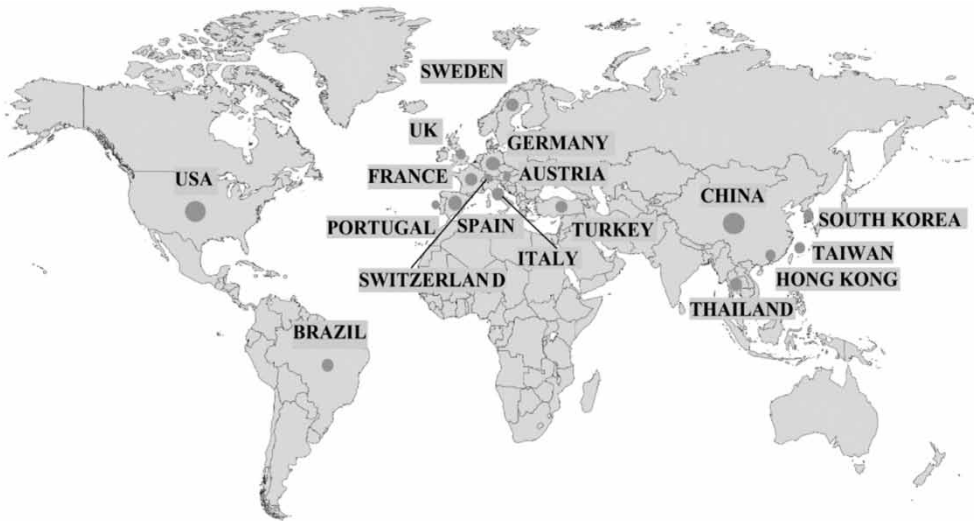 SWEDEN
UK
GERMANY
FRANCE
AUSTRIA
USA
CHINA
PORTUGAL
SPAIN
TURKEY
SOUTH KOREA
ITALY
TAIWAN
SWITZERLAND
HONG KONG
THAILAND
BRAZIL